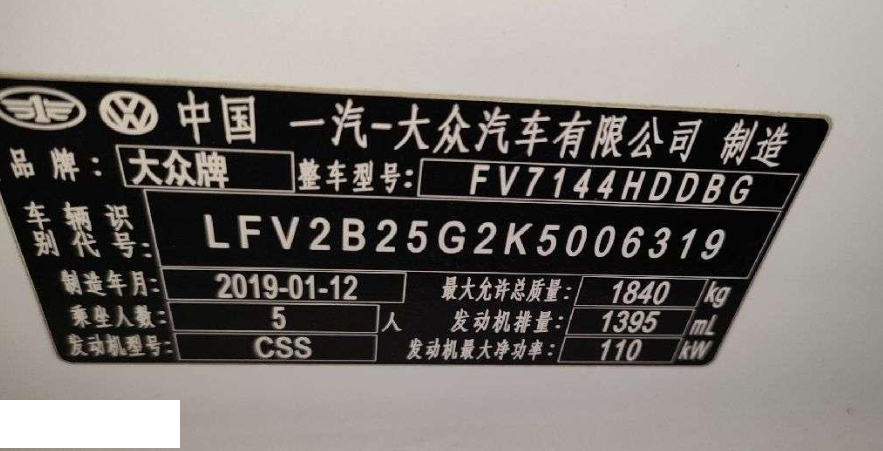 中国 一汽-大众汽车有限公司 制造
品牌：大众牌 整车型号：FV7144HDDBG
车辆识别代号：LFV2B25G2K5006319
制造年月：2019-01-12 最大允许总质量：1840 kg
乘坐人数：5 人 发动机排量：1395 mL
发动机型号：CSS 发动机最大净功率：110 kW